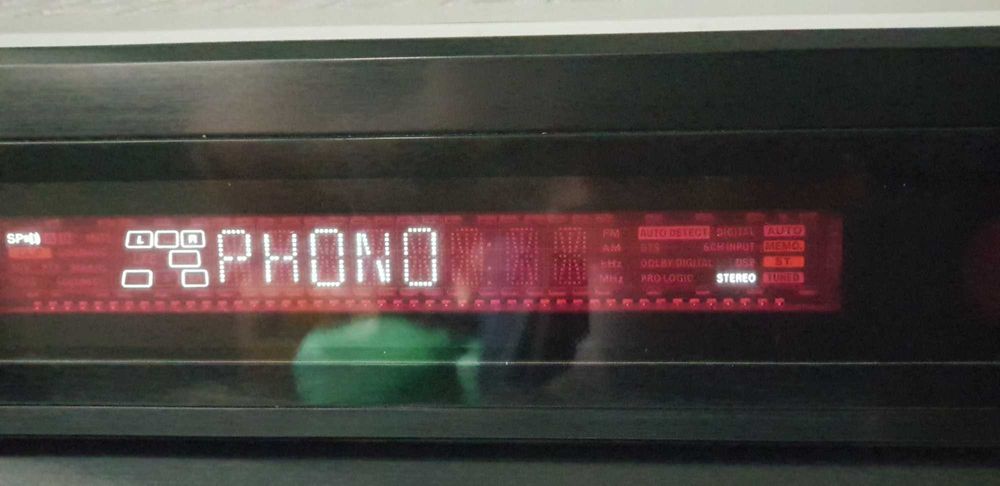 SP
L R
PHONO
FM AUTO DETECT DIGITAL AUTO
AM DTS 6CH INPUT MEMO
kHz DOLBY DIGITAL DSP ST
MHz PRO LOGIC STEREO TUNED